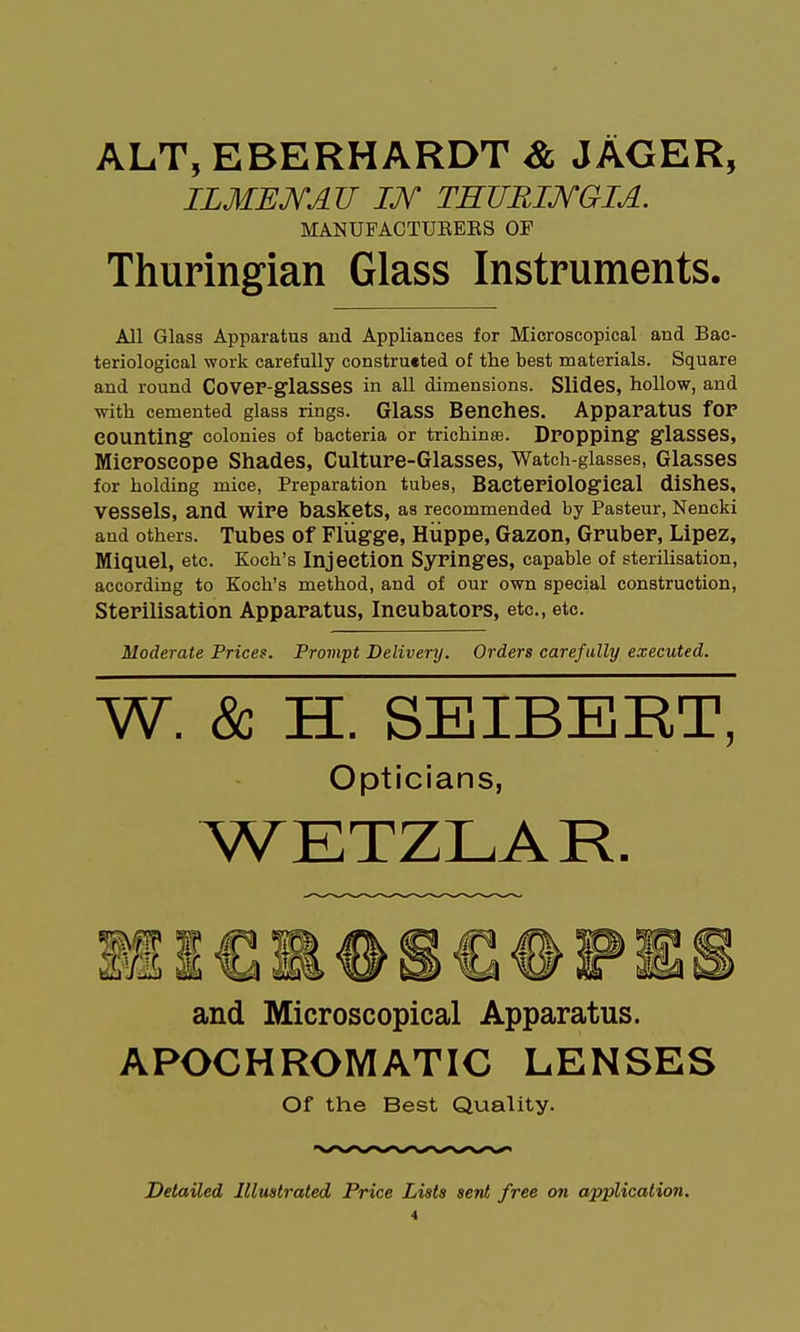 ALT, EBERHARDT & JÄGER,
ILMENAU IN THURINGIA.
MANUFACTURERS OF
Thuringian Glass Instruments.
All Glass Apparatus and Appliances for Microscopical and Bac-
teriological work carefully constructed of the best materials. Square
and round Cover-glasses in all dimensions. Slides, hollow, and
with cemented glass rings. Glass Benches. Apparatus for
counting colonies of bacteria or trichinæ. Dropping glasses,
Microscope Shades, Culture-Glasses, Watch-glasses, Glasses
for holding mice, Preparation tubes, Bacteriological dishes,
vessels, and wire baskets, as recommended by Pasteur, Nencki
and others. Tubes of Flügge, Hüppe, Gazon, Gruber, Lipez,
Miquel, etc. Koch's Injection Syringes, capable of sterilisation,
according to Koch's method, and of our own special construction,
Sterilisation Apparatus, Incubators, etc., etc.
Moderate Prices. Prompt Delivery. Orders carefully executed.
W. & H. SEIBERT,
Opticians,
WETZLAR.
MICROSCOPES
and Microscopical Apparatus.
APOCHROMATIC LENSES
Of the Best Quality.
Detailed Illustrated Price Lists sent free on application.
4